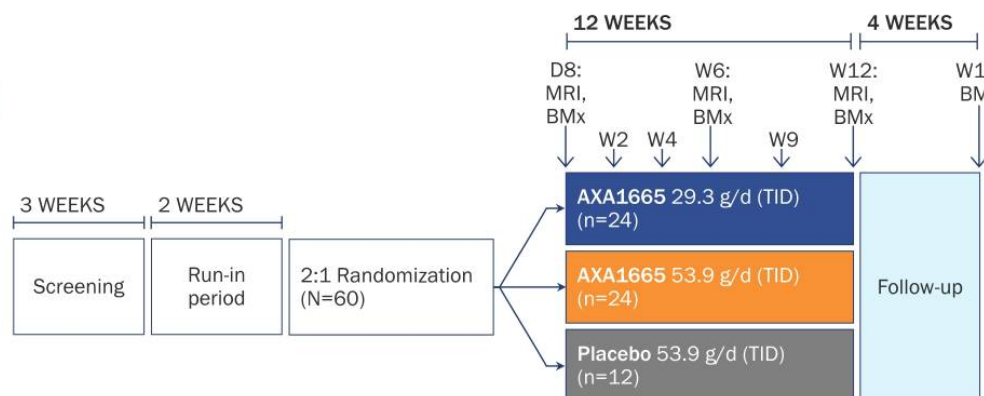 12 WEEKS
4 WEEKS
D8:
MRI,
BMx
W2
W4
W6:
MRI,
BMx
W9
W12:
MRI,
BMx
3 WEEKS
2 WEEKS
Screening
Run-in
period
2:1 Randomization
(N=60)
AXA1665 29.3 g/d (TID)
(n=24)
AXA1665 53.9 g/d (TID)
(n=24)
Placebo 53.9 g/d (TID)
(n=12)
Follow-up